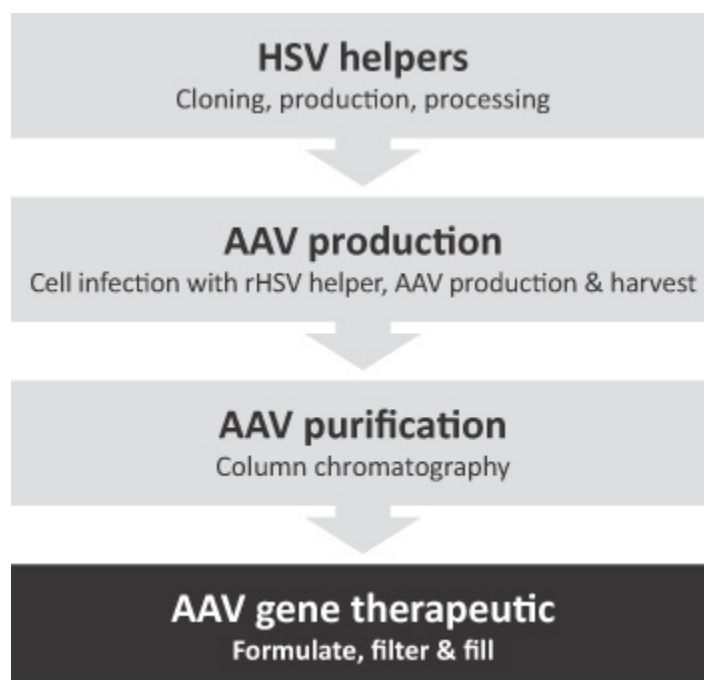 HSV helpers
Cloning, production, processing
AAV production
Cell infection with rHSV helper, AAV production & harvest
AAV purification
Column chromatography
AAV gene therapeutic
Formulate, filter & fill